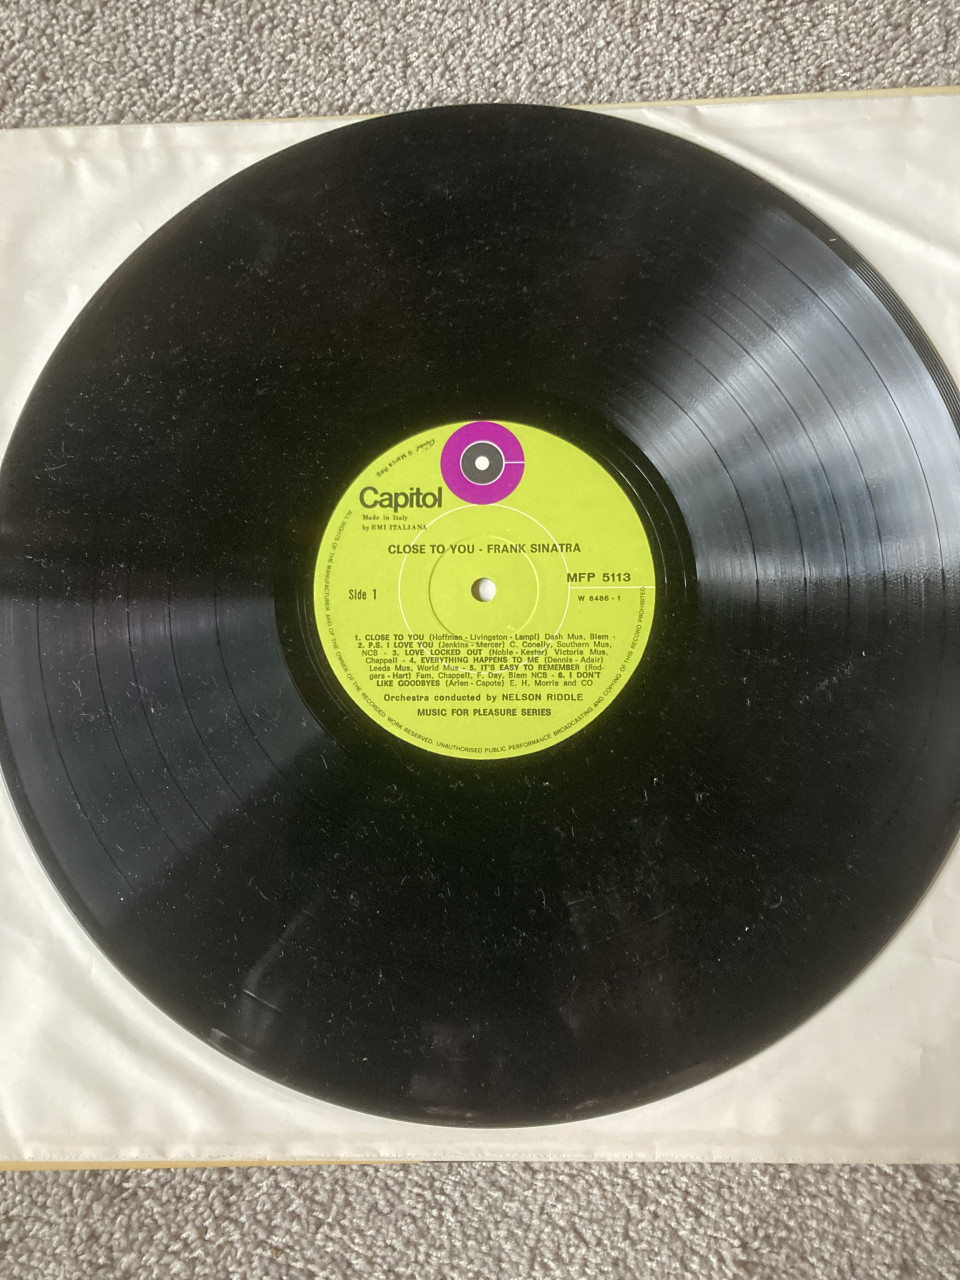 Capitol
Made in Italy
by EMI ITALIANA
CLOSE TO YOU - FRANK SINATRA
MFP 5113
Side 1
W 8486 - 1
1. CLOSE TO YOU (Hoffman - Livingston - Lampl) Dash Mus, Biem -
2. P.S. I LOVE YOU (Jenkins - Mercer) C. Conelly, Southern Mus,
NCB - 3. LOVE LOCKED OUT (Noble - Kester) Victoria Mus,
Chappell - 4. EVERYTHING HAPPENS TO ME (Dennis - Adair)
Leeds Mus, World Mus - 5. IT'S EASY TO REMEMBER (Rod-
gers - Hart) Fam, Chappell, F. Day, Biem NCB - 6. I DON'T
LIKE GOODBYES (Arlen - Capote) E. H. Morris and CO
Orchestra conducted by NELSON RIDDLE
MUSIC FOR PLEASURE SERIES
ALL RIGHTS OF THE MANUFACTURER AND OF THE OWNER OF THE RECORDED WORK RESERVED. UNAUTHORISED PUBLIC PERFORMANCE BROADCASTING AND COPYING OF THIS RECORD PROHIBITED